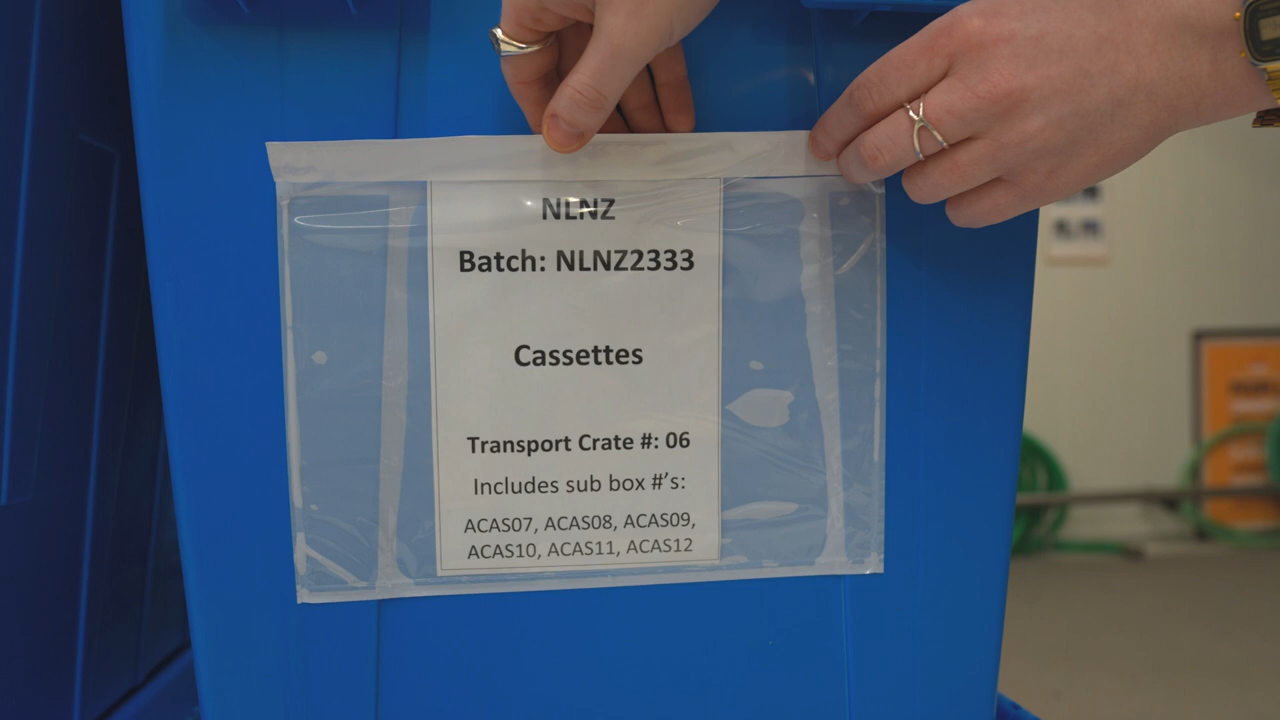 NLNZ
Batch: NLNZ2333
Cassettes
Transport Crate #: 06
Includes sub box #’s:
ACAS07, ACAS08, ACAS09,
ACAS10, ACAS11, ACAS12